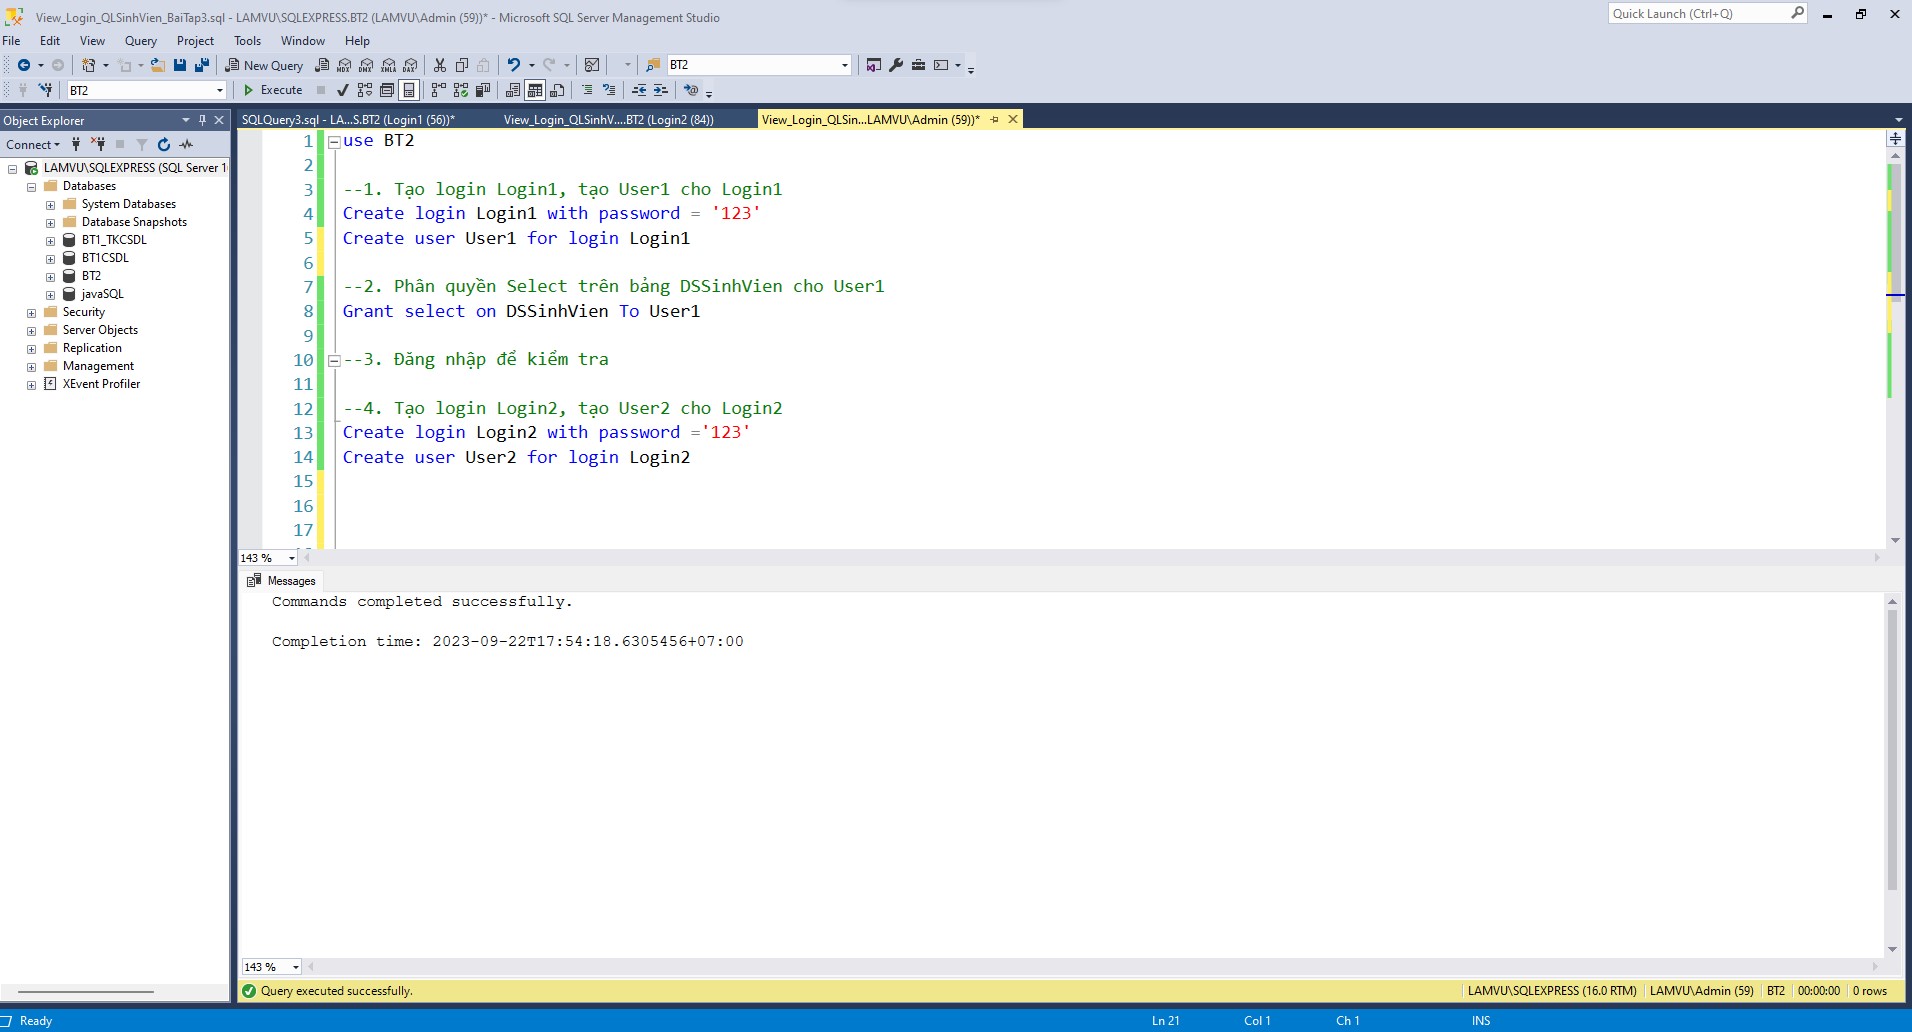 View_Login_QLSinhVien_BaiTap3.sql - LAMVU\SQLEXPRESS.BT2 (LAMVU\Admin (59))* - Microsoft SQL Server Management Studio
Quick Launch (Ctrl+Q)
File Edit View Query Project Tools Window Help
New Query
MDX DMX XMLA DAX
BT2
BT2
Execute
Object Explorer
SQLQuery3.sql - LA...S.BT2 (Login1 (56))*
View_Login_QLSinhV....BT2 (Login2 (84))
View_Login_QLSin...LAMVU\Admin (59))*
Connect
LAMVU\SQLEXPRESS (SQL Server 1
Databases
System Databases
Database Snapshots
BT1_TKCSDL
BT1CSDL
BT2
javaSQL
Security
Server Objects
Replication
Management
XEvent Profiler
1 use BT2
2
3 --1. Tạo login Login1, tạo User1 cho Login1
4 Create login Login1 with password = '123'
5 Create user User1 for login Login1
6
7 --2. Phân quyền Select trên bảng DSSinhVien cho User1
8 Grant select on DSSinhVien To User1
9
10 --3. Đăng nhập để kiểm tra
11
12 --4. Tạo login Login2, tạo User2 cho Login2
13 Create login Login2 with password ='123'
14 Create user User2 for login Login2
15
16
17
143 %
Messages
Commands completed successfully.
Completion time: 2023-09-22T17:54:18.6305456+07:00
143 %
Query executed successfully.
LAMVU\SQLEXPRESS (16.0 RTM)
LAMVU\Admin (59)
BT2
00:00:00
0 rows
Ready
Ln 21
Col 1
Ch 1
INS